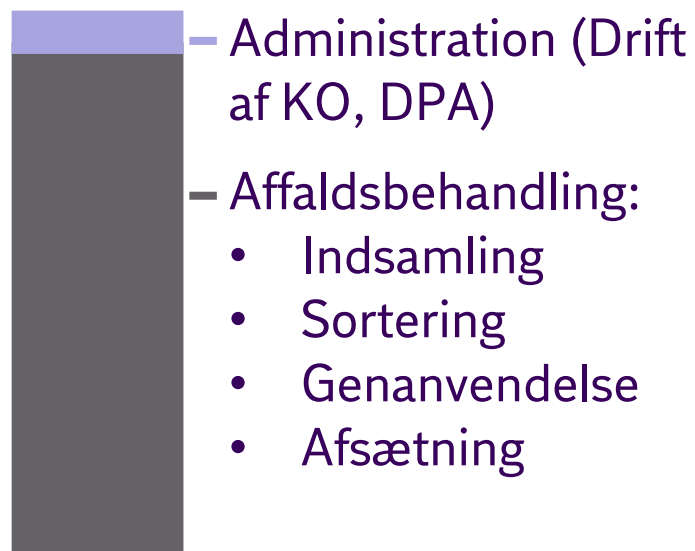 Administration (Drift
af KO, DPA)
Affaldsbehandling:
• Indsamling
• Sortering
• Genanvendelse
• Afsætning